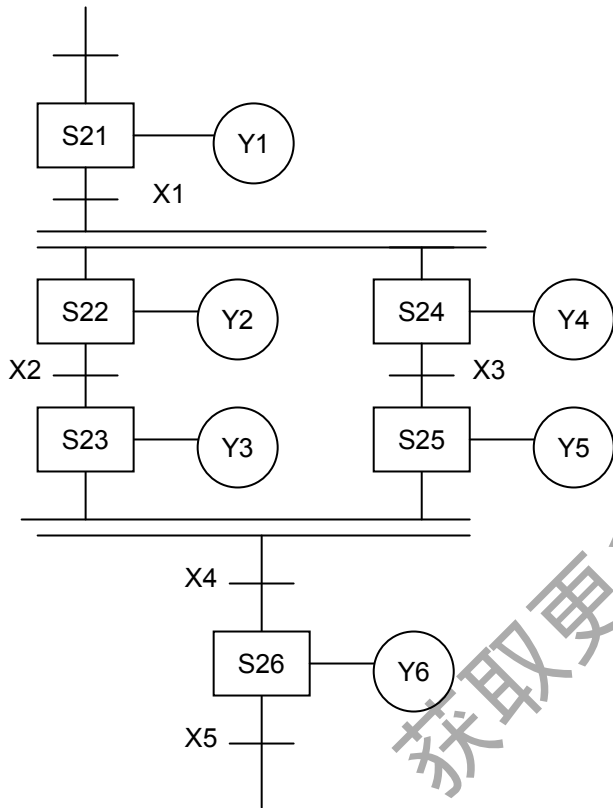 S21 Y1
X1
S22 Y2 S24 Y4
X2 X3
S23 Y3 S25 Y5
X4
S26 Y6
X5
获取更